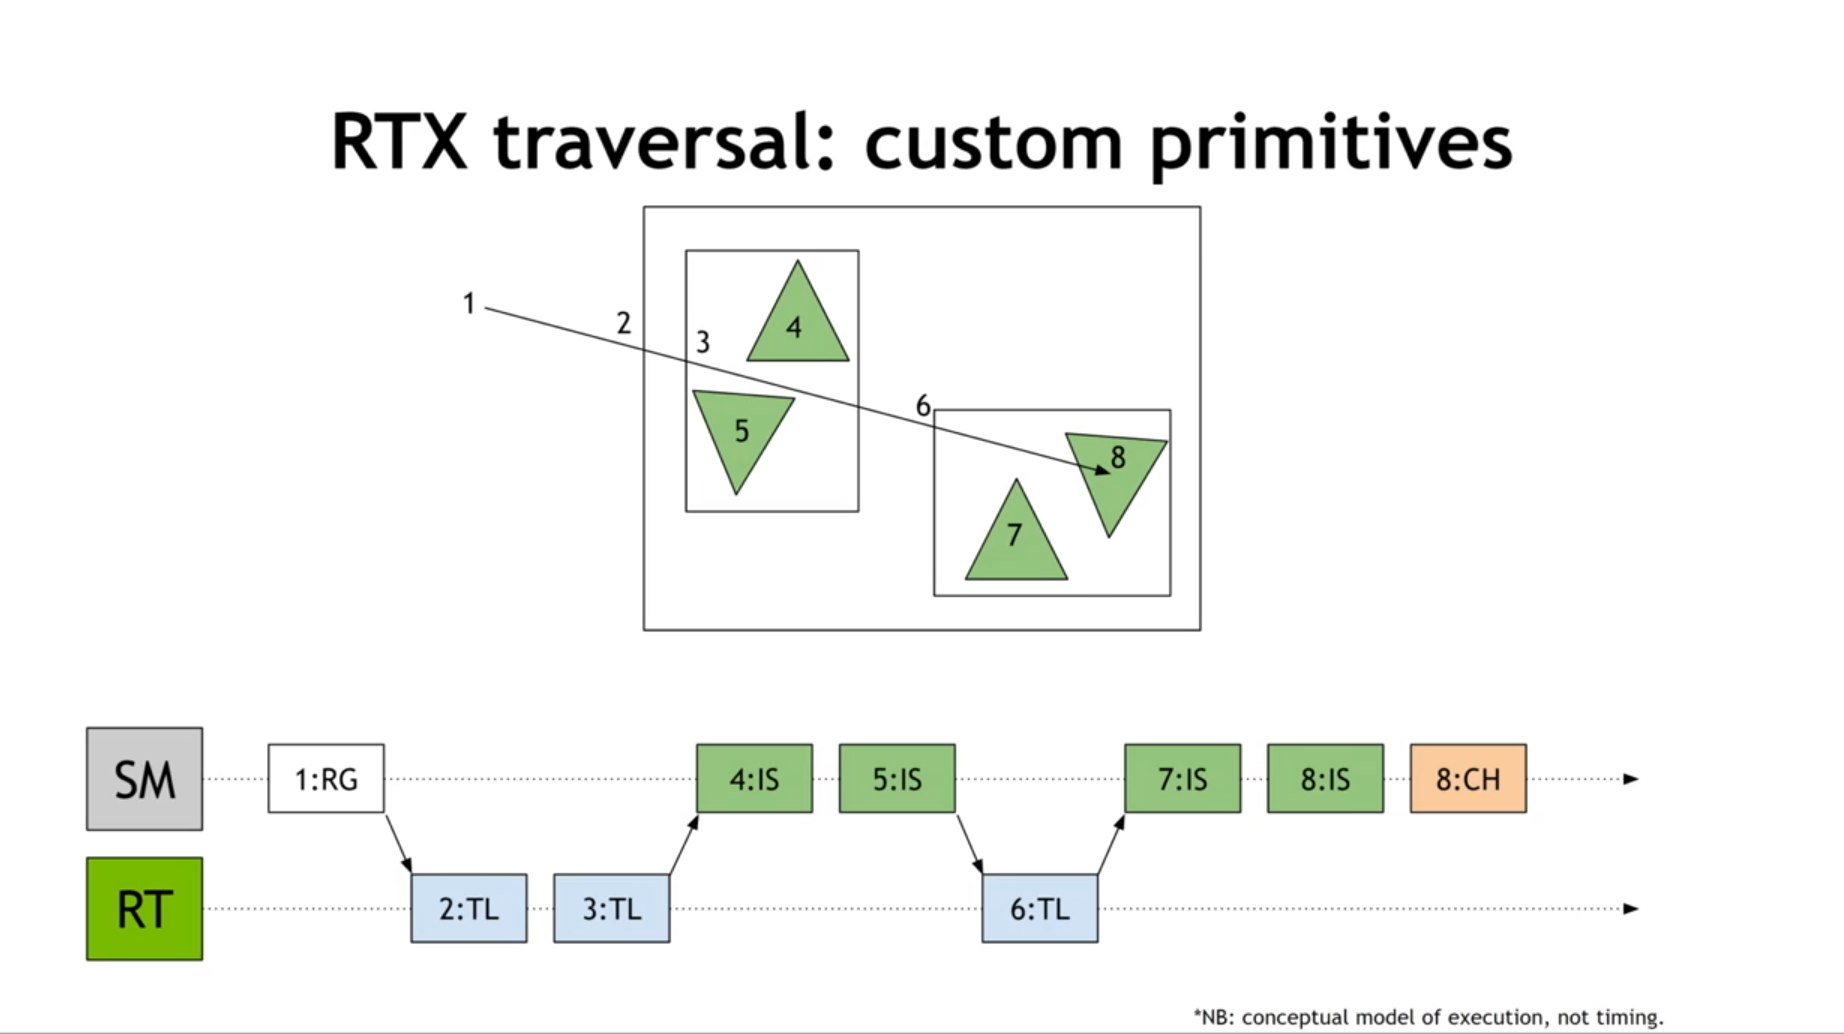 RTX traversal: custom primitives
1
2
3
4
5
6
7
8
SM
1:RG
4:IS
5:IS
7:IS
8:IS
8:CH
RT
2:TL
3:TL
6:TL
*NB: conceptual model of execution, not timing.